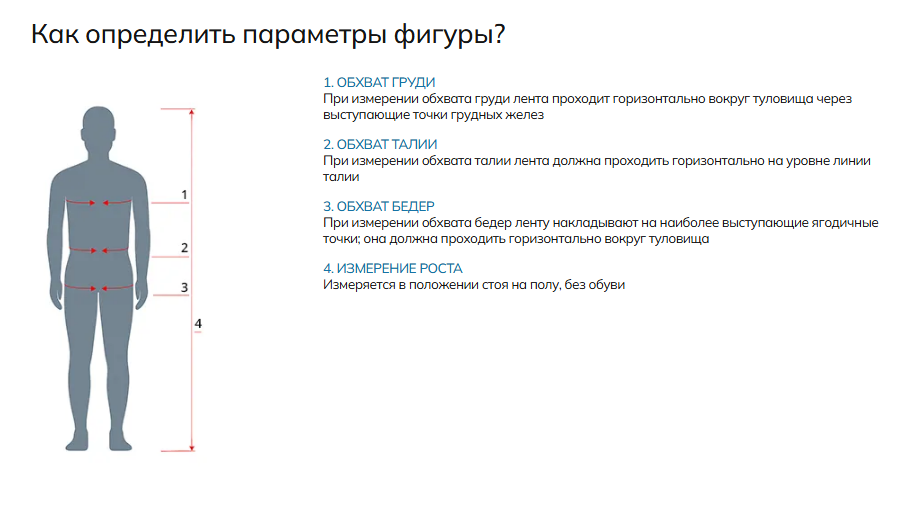 Как определить параметры фигуры?
1. ОБХВАТ ГРУДИ
При измерении обхвата груди лента проходит горизонтально вокруг туловища через
выступающие точки грудных желез
2. ОБХВАТ ТАЛИИ
При измерении обхвата талии лента должна проходить горизонтально на уровне линии
талии
3. ОБХВАТ БЕДЕР
При измерении обхвата бедер ленту накладывают на наиболее выступающие ягодичные
точки; она должна проходить горизонтально вокруг туловища
4. ИЗМЕРЕНИЕ РОСТА
Измеряется в положении стоя на полу, без обуви
1
2
3
4